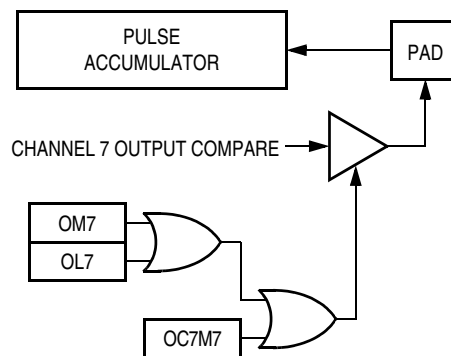 PULSE
ACCUMULATOR
PAD
CHANNEL 7 OUTPUT COMPARE
OM7
OL7
OC7M7